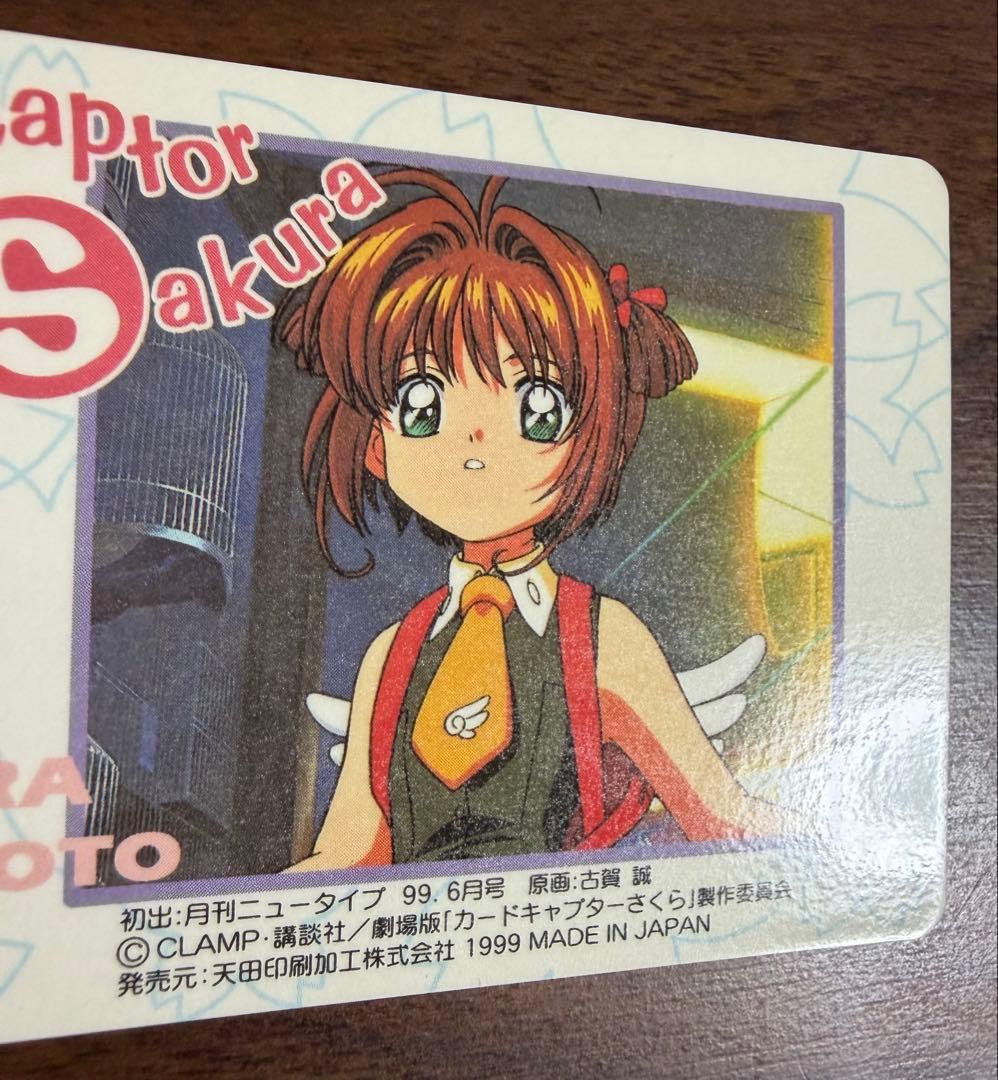 aptor
Sakura
RA
OTO
初出:月刊ニュータイプ 99.6月号 原画:古賀 誠
©CLAMP・講談社／劇場版「カードキャプターさくら」製作委員会
発売元:天田印刷加工株式会社 1999 MADE IN JAPAN